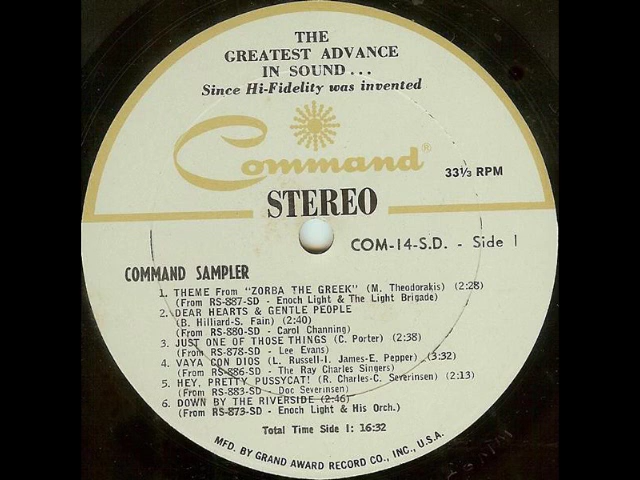 THE
GREATEST ADVANCE
IN SOUND...
Since Hi-Fidelity was invented
Command®
33⅓ RPM
STEREO
COM-14-S.D. - Side 1
COMMAND SAMPLER
1. THEME From "ZORBA THE GREEK" (M. Theodorakis) (2:28)
(From RS-887-SD - Enoch Light & The Light Brigade)
2. DEAR HEARTS & GENTLE PEOPLE
(B. Hilliard-S. Fain) (2:40)
(From RS-880-SD - Carol Channing)
3. JUST ONE OF THOSE THINGS (C. Porter) (2:38)
(From RS-878-SD - Lee Evans)
4. VAYA CON DIOS (L. Russell-I. James-E. Pepper) (3:32)
(From RS-886-SD - The Ray Charles Singers)
5. HEY, PRETTY PUSSYCAT! (R. Charles-C. Severinsen) (2:13)
(From RS-883-SD - Doc Severinsen)
6. DOWN BY THE RIVERSIDE (2:46)
(From RS-873-SD - Enoch Light & His Orch.)
Total Time Side 1: 16:32
MFD. BY GRAND AWARD RECORD CO., INC., U.S.A.